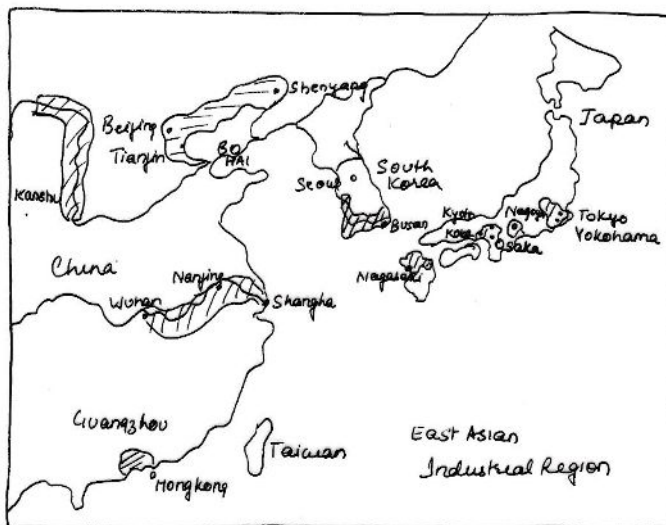 Shenyang
Beijing
Tianjin
BO
HAI
Japan
South
Korea
Seoul
Kanshu
Busan
Kyoto
Nagoya
Kobe
Osaka
Tokyo
Yokohama
China
Nanjing
Nagasaki
Wuhan
Shangha
Guangzhou
Taiwan
Hongkong
East Asian
Industrial Region